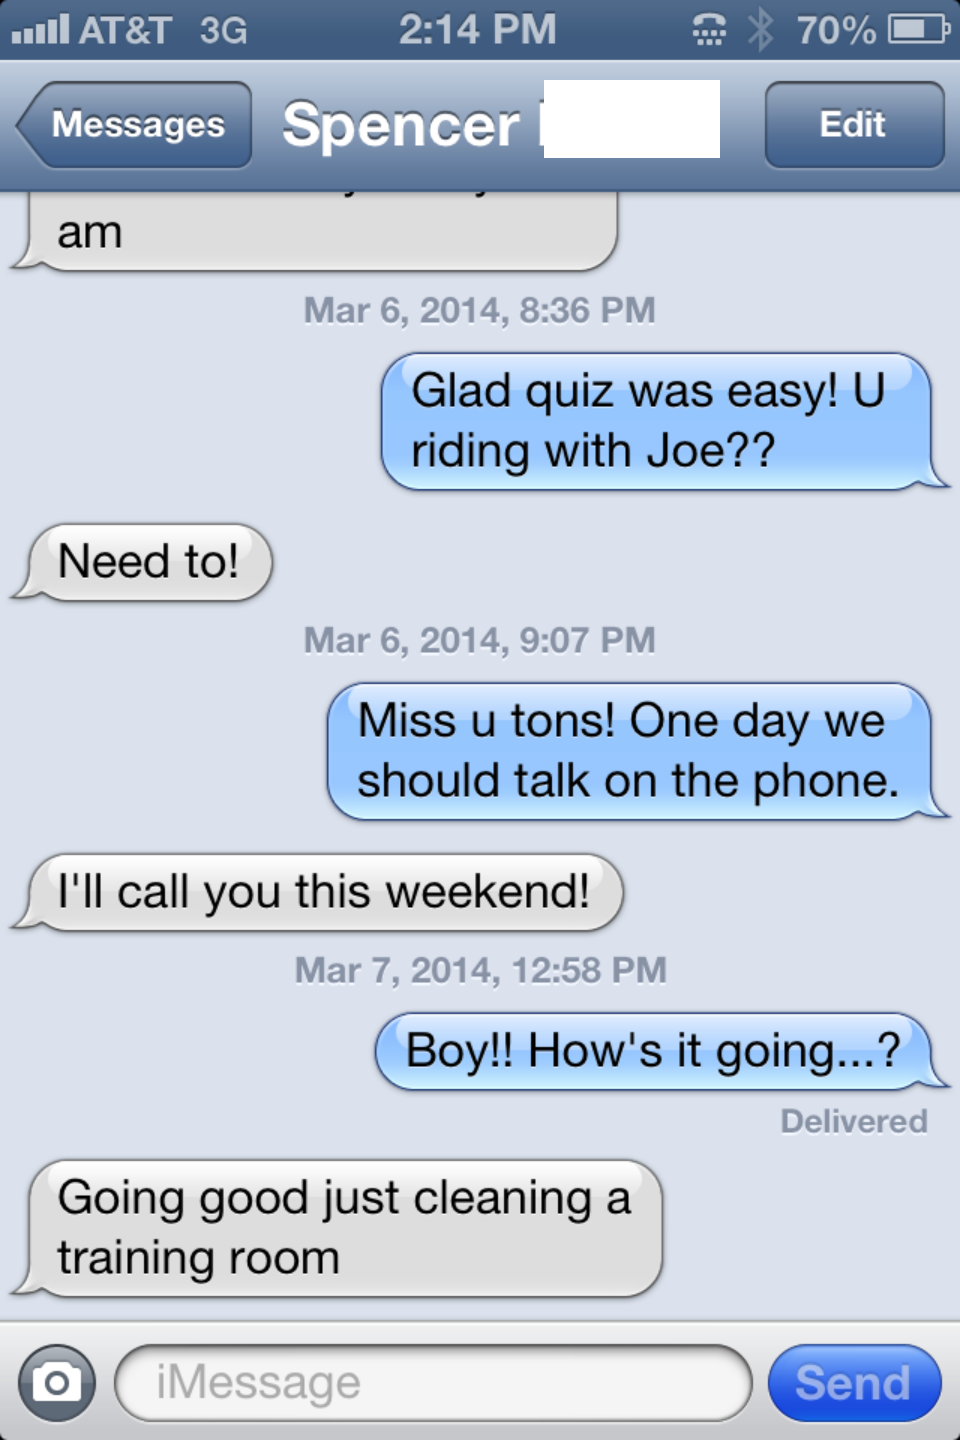 AT&T 3G 2:14 PM 70%
Messages Spencer Edit
am
Mar 6, 2014, 8:36 PM
Glad quiz was easy! U
riding with Joe??
Need to!
Mar 6, 2014, 9:07 PM
Miss u tons! One day we
should talk on the phone.
I'll call you this weekend!
Mar 7, 2014, 12:58 PM
Boy!! How's it going...?
Delivered
Going good just cleaning a
training room
iMessage Send